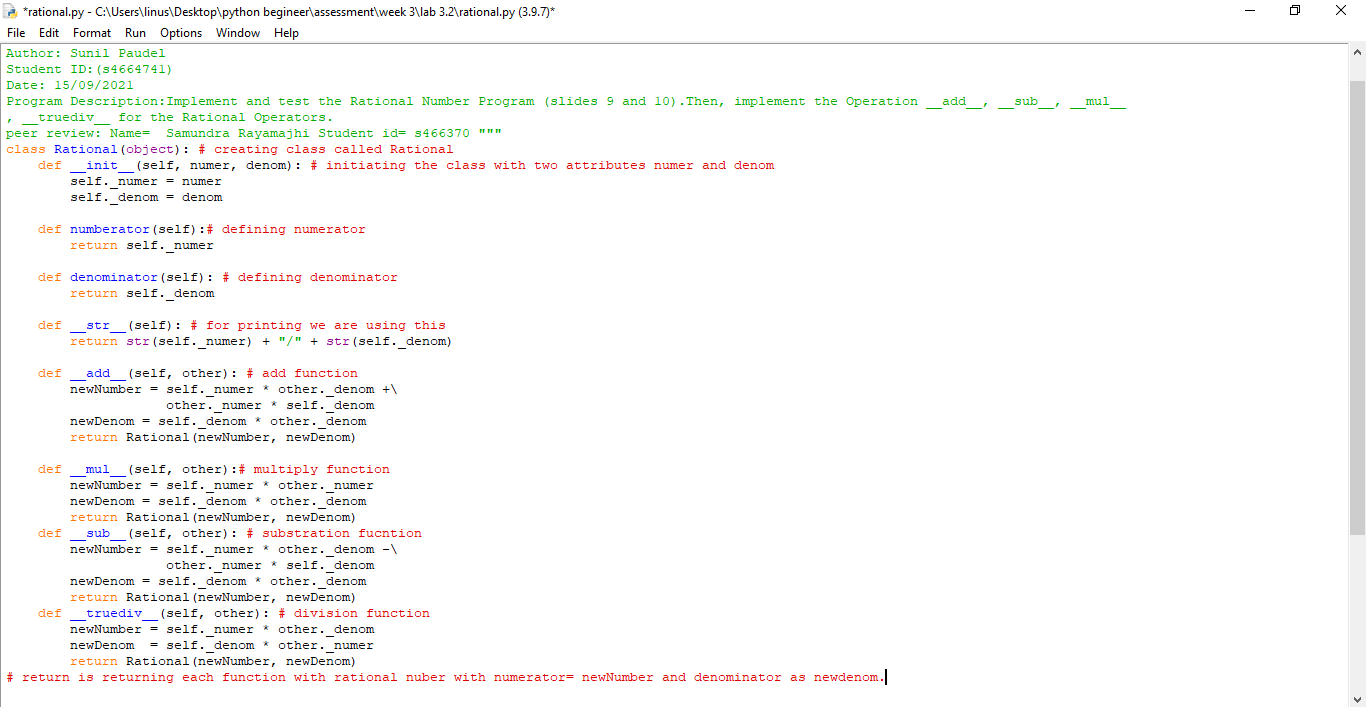 *rational.py - C:\Users\linus\Desktop\python begineer\assessment\week 3\lab 3.2\rational.py (3.9.7)*
File Edit Format Run Options Window Help
Author: Sunil Paudel
Student ID:(s4664741)
Date: 15/09/2021
Program Description:Implement and test the Rational Number Program (slides 9 and 10).Then, implement the Operation __add__, __sub__, __mul__
, __truediv__ for the Rational Operators.
peer review: Name=  Samundra Rayamajhi Student id= s466370 """
class Rational(object): # creating class called Rational
    def __init__(self, numer, denom): # initiating the class with two attributes numer and denom
        self._numer = numer
        self._denom = denom

    def numberator(self):# defining numerator
        return self._numer

    def denominator(self): # defining denominator
        return self._denom

    def __str__(self): # for printing we are using this
        return str(self._numer) + "/" + str(self._denom)

    def __add__(self, other): # add function
        newNumber = self._numer * other._denom +\
                    other._numer * self._denom
        newDenom = self._denom * other._denom
        return Rational(newNumber, newDenom)

    def __mul__(self, other):# multiply function
        newNumber = self._numer * other._numer
        newDenom = self._denom * other._denom
        return Rational(newNumber, newDenom)
    def __sub__(self, other): # substration fucntion
        newNumber = self._numer * other._denom -\
                    other._numer * self._denom
        newDenom = self._denom * other._denom
        return Rational(newNumber, newDenom)
    def __truediv__(self, other): # division function
        newNumber = self._numer * other._denom
        newDenom  = self._denom * other._numer
        return Rational(newNumber, newDenom)
# return is returning each function with rational nuber with numerator= newNumber and denominator as newdenom.